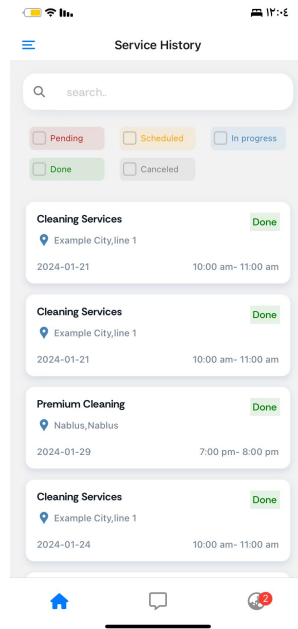 ١٢:٠٤
Service History
search..
Pending
Scheduled
In progress
Done
Canceled
Cleaning Services
Done
Example City,line 1
2024-01-21
10:00 am- 11:00 am
Cleaning Services
Done
Example City,line 1
2024-01-21
10:00 am- 11:00 am
Premium Cleaning
Done
Nablus,Nablus
2024-01-29
7:00 pm- 8:00 pm
Cleaning Services
Done
Example City,line 1
2024-01-24
10:00 am- 11:00 am
2